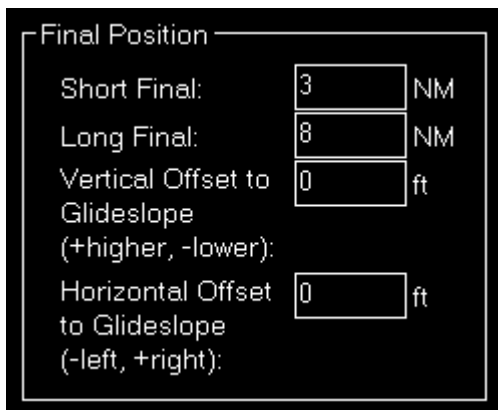 Final Position
Short Final: 3 NM
Long Final: 8 NM
Vertical Offset to 0 ft
Glideslope
(+higher, -lower):
Horizontal Offset 0 ft
to Glideslope
(-left, +right):